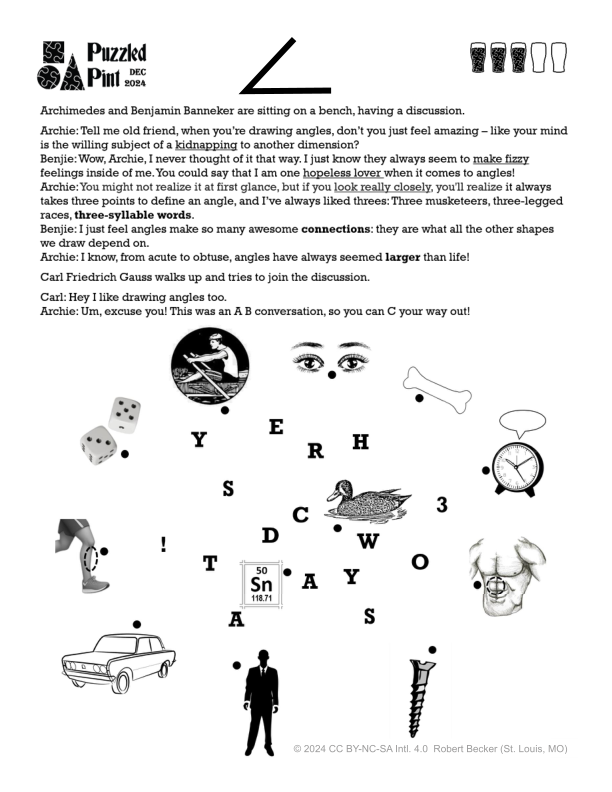 Puzzled
Pint DEC
2024
Archimedes and Benjamin Banneker are sitting on a bench, having a discussion.
Archie: Tell me old friend, when you're drawing angles, don't you just feel amazing – like your mind
is the willing subject of a kidnapping to another dimension?
Benjie: Wow, Archie, I never thought of it that way. I just know they always seem to make fizzy
feelings inside of me. You could say that I am one hopeless lover when it comes to angles!
Archie: You might not realize it at first glance, but if you look really closely, you'll realize it always
takes three points to define an angle, and I've always liked threes: Three musketeers, three-legged
races, three-syllable words.
Benjie: I just feel angles make so many awesome connections: they are what all the other shapes
we draw depend on.
Archie: I know, from acute to obtuse, angles have always seemed larger than life!
Carl Friedrich Gauss walks up and tries to join the discussion.
Carl: Hey I like drawing angles too.
Archie: Um, excuse you! This was an A B conversation, so you can C your way out!
E
Y
R H
S
3
C
D W
!
T O
50
Sn
118.71
A Y
A S
© 2024 CC BY-NC-SA Intl. 4.0 Robert Becker (St. Louis, MO)